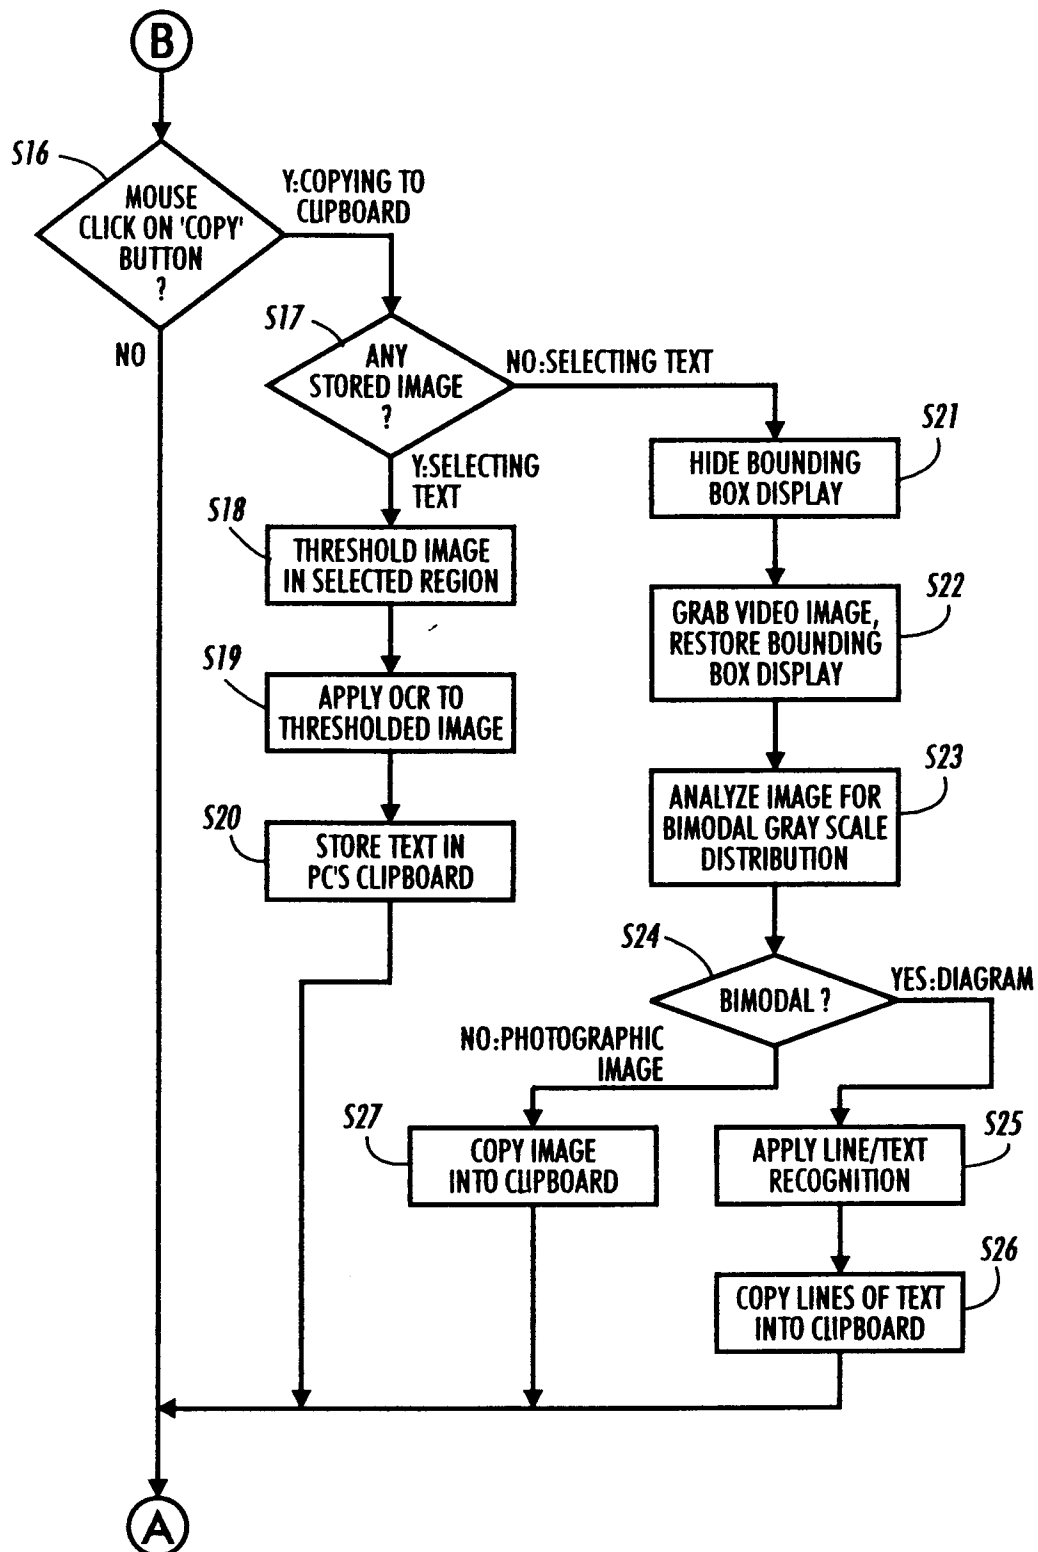 B
S16
MOUSE
CLICK ON 'COPY'
BUTTON
?
Y:COPYING TO
CLIPBOARD
NO
S17
ANY
STORED IMAGE
?
NO:SELECTING TEXT
Y:SELECTING
TEXT
S18
THRESHOLD IMAGE
IN SELECTED REGION
S19
APPLY OCR TO
THRESHOLDED IMAGE
S20
STORE TEXT IN
PC'S CLIPBOARD
S21
HIDE BOUNDING
BOX DISPLAY
S22
GRAB VIDEO IMAGE,
RESTORE BOUNDING
BOX DISPLAY
S23
ANALYZE IMAGE FOR
BIMODAL GRAY SCALE
DISTRIBUTION
S24
BIMODAL ?
YES:DIAGRAM
NO:PHOTOGRAPHIC
IMAGE
S27
COPY IMAGE
INTO CLIPBOARD
S25
APPLY LINE/TEXT
RECOGNITION
S26
COPY LINES OF TEXT
INTO CLIPBOARD
A